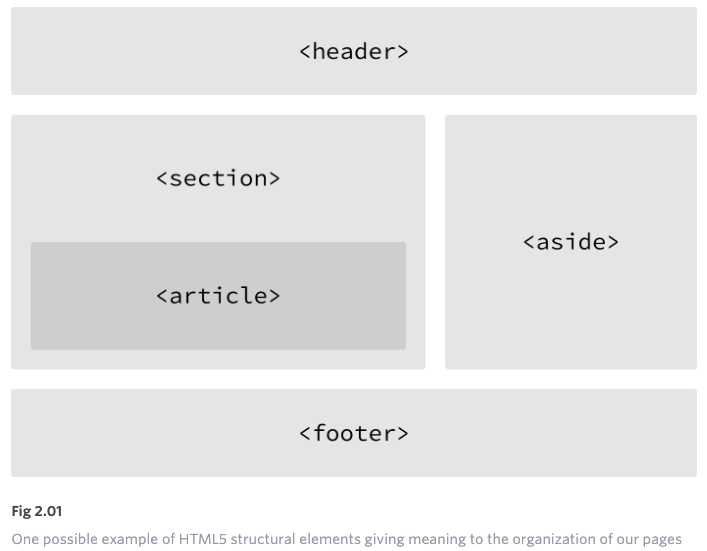 <header>
<section>
<aside>
<article>
<footer>
Fig 2.01
One possible example of HTML5 structural elements giving meaning to the organization of our pages